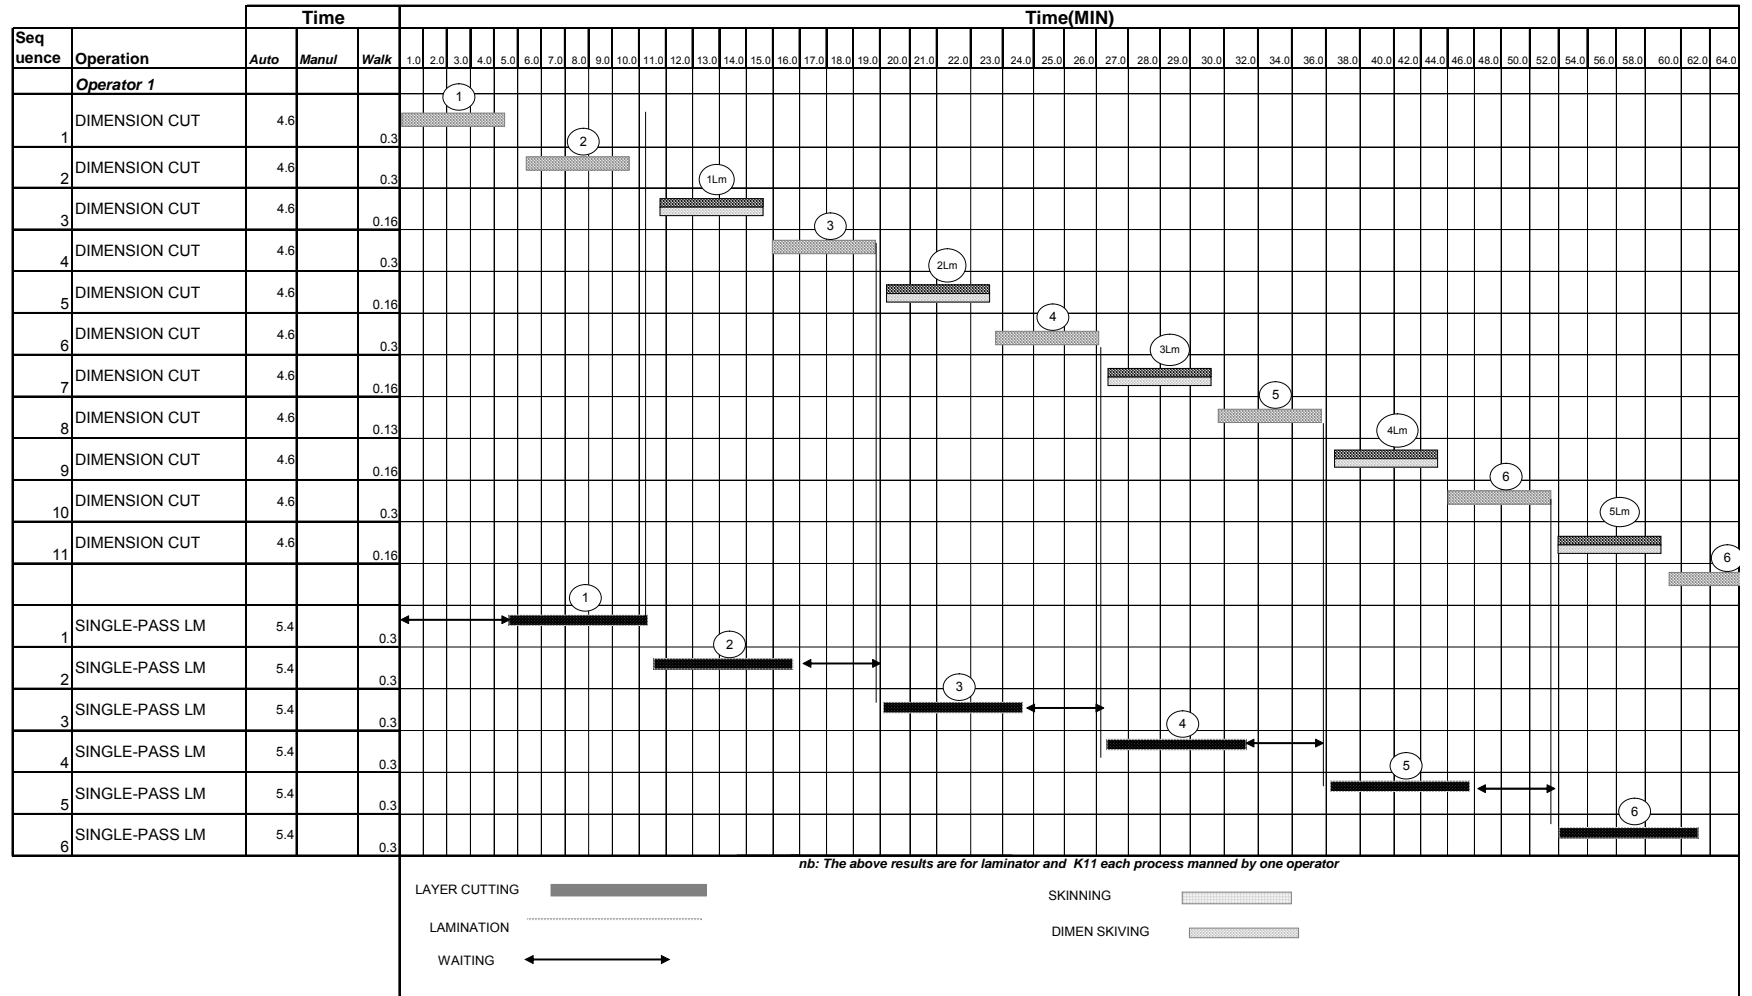 Time Time(MIN)
Seq
uence Operation Auto Manul Walk 1.0 2.0 3.0 4.0 5.0 6.0 7.0 8.0 9.0 10.0 11.0 12.0 13.0 14.0 15.0 16.0 17.0 18.0 19.0 20.0 21.0 22.0 23.0 24.0 25.0 26.0 27.0 28.0 29.0 30.0 32.0 34.0 36.0 38.0 40.0 42.0 44.0 46.0 48.0 50.0 52.0 54.0 56.0 58.0 60.0 62.0 64.0
Operator 1
1
1 DIMENSION CUT 4.6 0.3
2
2 DIMENSION CUT 4.6 0.3
1Lm
3 DIMENSION CUT 4.6 0.16
3
4 DIMENSION CUT 4.6 0.3
2Lm
5 DIMENSION CUT 4.6 0.16
4
6 DIMENSION CUT 4.6 0.3
3Lm
7 DIMENSION CUT 4.6 0.16
5
8 DIMENSION CUT 4.6 0.13
4Lm
9 DIMENSION CUT 4.6 0.16
6
10 DIMENSION CUT 4.6 0.3
5Lm
11 DIMENSION CUT 4.6 0.16
6
1
1 SINGLE-PASS LM 5.4 0.3
2
2 SINGLE-PASS LM 5.4 0.3
3
3 SINGLE-PASS LM 5.4 0.3
4
4 SINGLE-PASS LM 5.4 0.3
5
5 SINGLE-PASS LM 5.4 0.3
6
6 SINGLE-PASS LM 5.4 0.3
nb: The above results are for laminator and K11 each process manned by one operator
LAYER CUTTING SKINNING
LAMINATION DIMEN SKIVING
WAITING